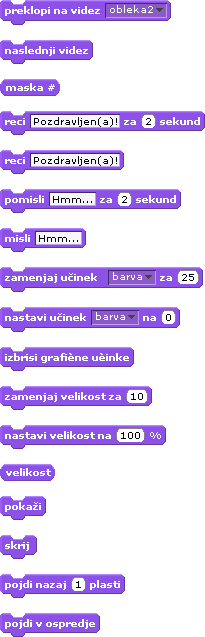 preklopi na videz obleka2
naslednji videz
maska #
reci Pozdravljen(a)! za 2 sekund
reci Pozdravljen(a)!
pomisli Hmm... za 2 sekund
misli Hmm...
zamenjaj učinek barva za 25
nastavi učinek barva na 0
izbrisi grafiène uèinke
zamenjaj velikost za 10
nastavi velikost na 100 %
velikost
pokaži
skrij
pojdi nazaj 1 plasti
pojdi v ospredje